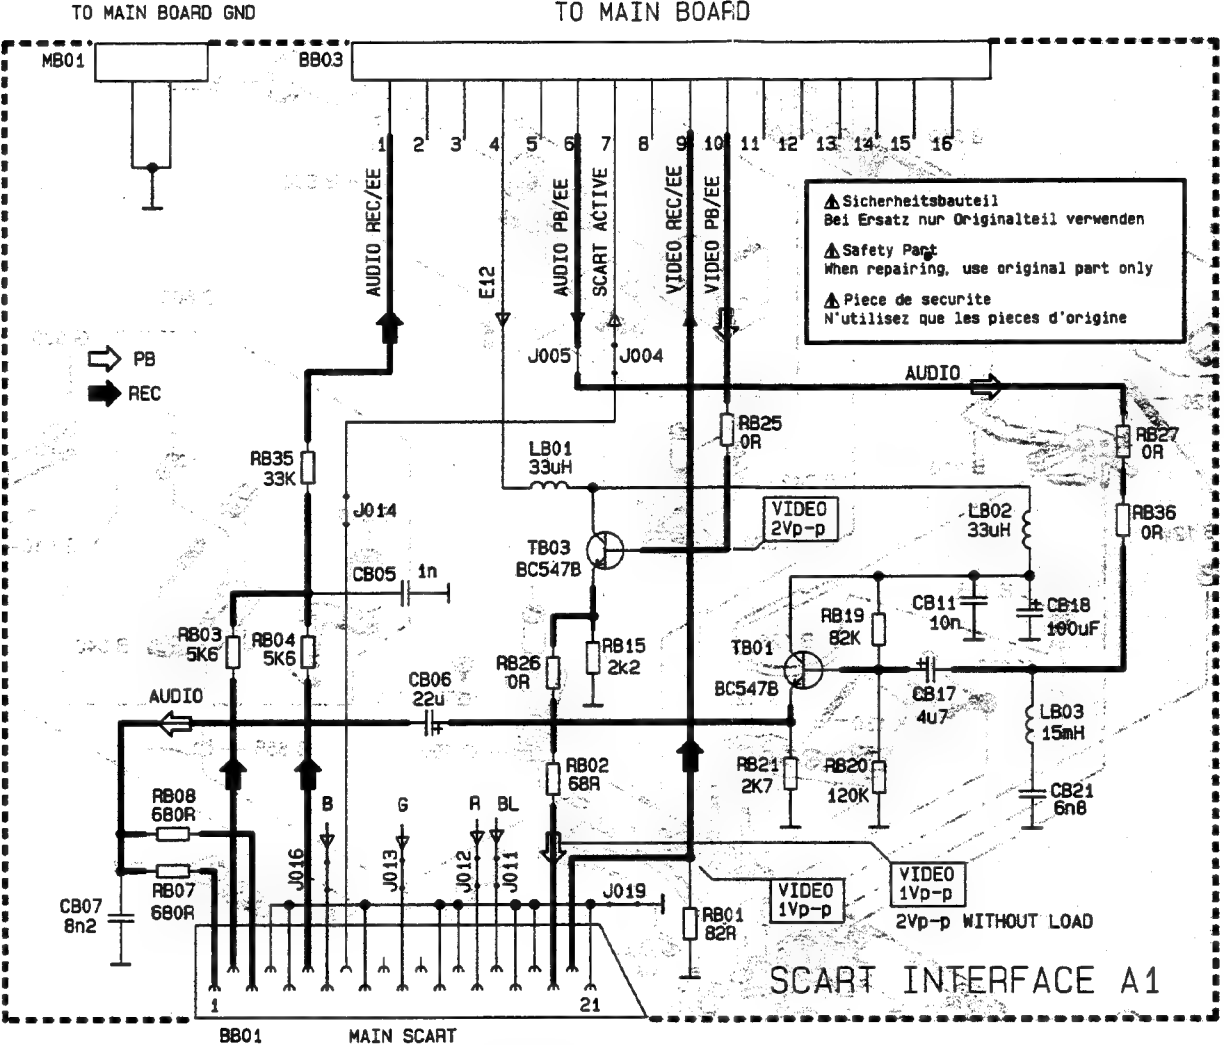 TO MAIN BOARD GND
TO MAIN BOARD
MB01
BB03
1 2 3 4 5 6 7 8 9 10 11 12 13 14 15 16
AUDIO REC/EE
E12
AUDIO PB/EE
SCART ACTIVE
VIDEO REC/EE
VIDEO PB/EE
Sicherheitsbauteil
Bei Ersatz nur Originalteil verwenden
Safety Part
When repairing, use original part only
Piece de securite
N'utilisez que les pieces d'origine
PB
REC
J005
J004
AUDIO
RB25
0R
RB27
0R
RB35
33K
LB01
33uH
J014
VIDEO
2Vp-p
LB02
33uH
RB36
0R
TB03
BC547B
CB05
1n
RB19
82K
CB11
10n
CB18
100uF
RB03
5K6
RB04
5K6
RB26
0R
RB15
2k2
TB01
BC547B
AUDIO
CB06
22u
CB17
4u7
LB03
15mH
RB02
68R
RB21
2K7
RB20
120K
CB21
6n8
RB08
680R
B
G
R
BL
J016
J013
J012
J011
RB07
680R
CB07
8n2
J019
RB01
82R
VIDEO
1Vp-p
VIDEO
1Vp-p
2Vp-p WITHOUT LOAD
SCART INTERFACE A1
1
21
BB01
MAIN SCART